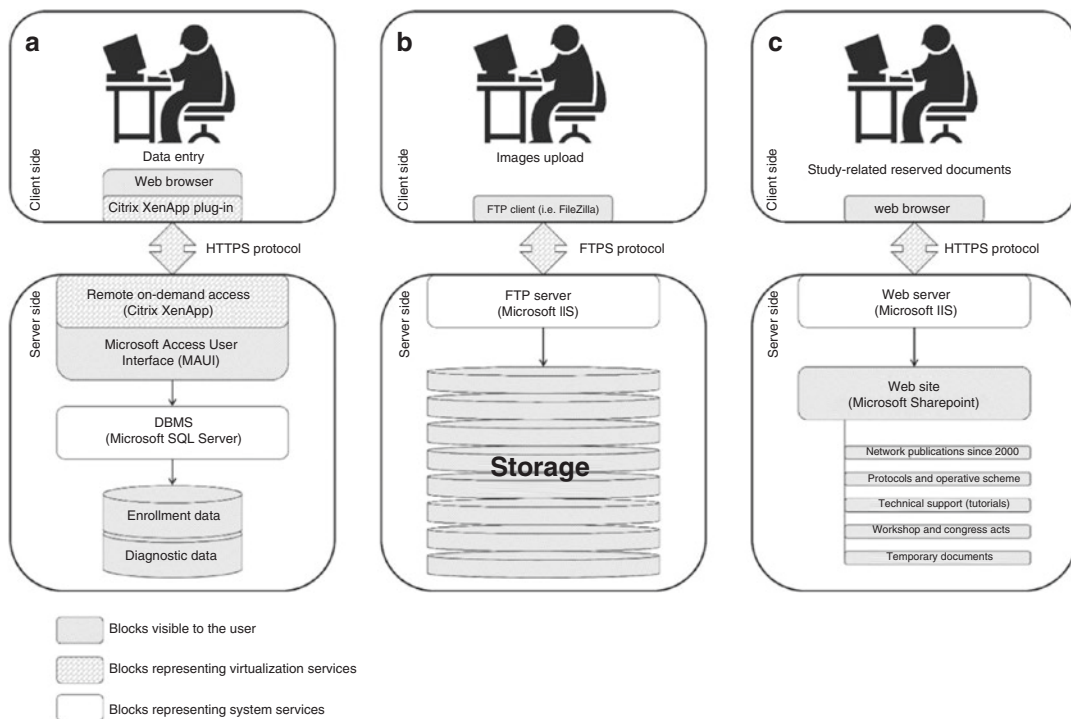 a
Client side
Data entry
Web browser
Citrix XenApp plug-in
HTTPS protocol
Server side
Remote on-demand access
(Citrix XenApp)
Microsoft Access User
Interface (MAUI)
DBMS
(Microsoft SQL Server)
Enrollment data
Diagnostic data
b
Client side
Images upload
FTP client (i.e. FileZilla)
FTPS protocol
Server side
FTP server
(Microsoft IIS)
Storage
c
Client side
Study-related reserved documents
web browser
HTTPS protocol
Server side
Web server
(Microsoft IIS)
Web site
(Microsoft Sharepoint)
Network publications since 2000
Protocols and operative scheme
Technical support (tutorials)
Workshop and congress acts
Temporary documents
Blocks visible to the user
Blocks representing virtualization services
Blocks representing system services